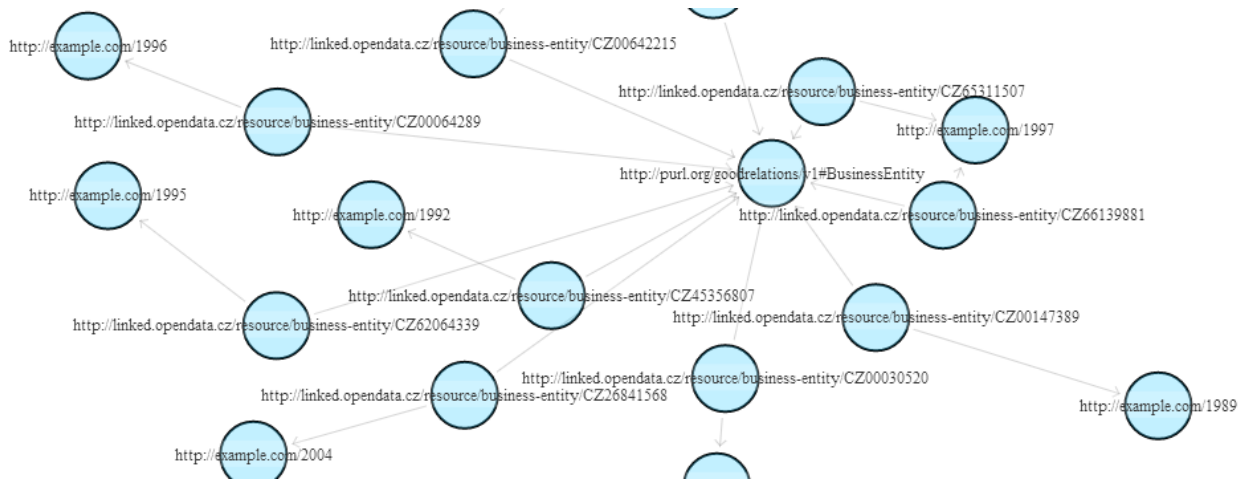 http://example.com/1996
http://linked.opendata.cz/resource/business-entity/CZ00642215
http://linked.opendata.cz/resource/business-entity/CZ65311507
http://linked.opendata.cz/resource/business-entity/CZ00064289
http://example.com/1997
http://purl.org/goodrelations/v1#BusinessEntity
http://example.com/1995
http://example.com/1992
http://linked.opendata.cz/resource/business-entity/CZ66139881
http://linked.opendata.cz/resource/business-entity/CZ45356807
http://linked.opendata.cz/resource/business-entity/CZ00147389
http://linked.opendata.cz/resource/business-entity/CZ62064339
http://linked.opendata.cz/resource/business-entity/CZ00030520
http://linked.opendata.cz/resource/business-entity/CZ26841568
http://example.com/1989
http://example.com/2004